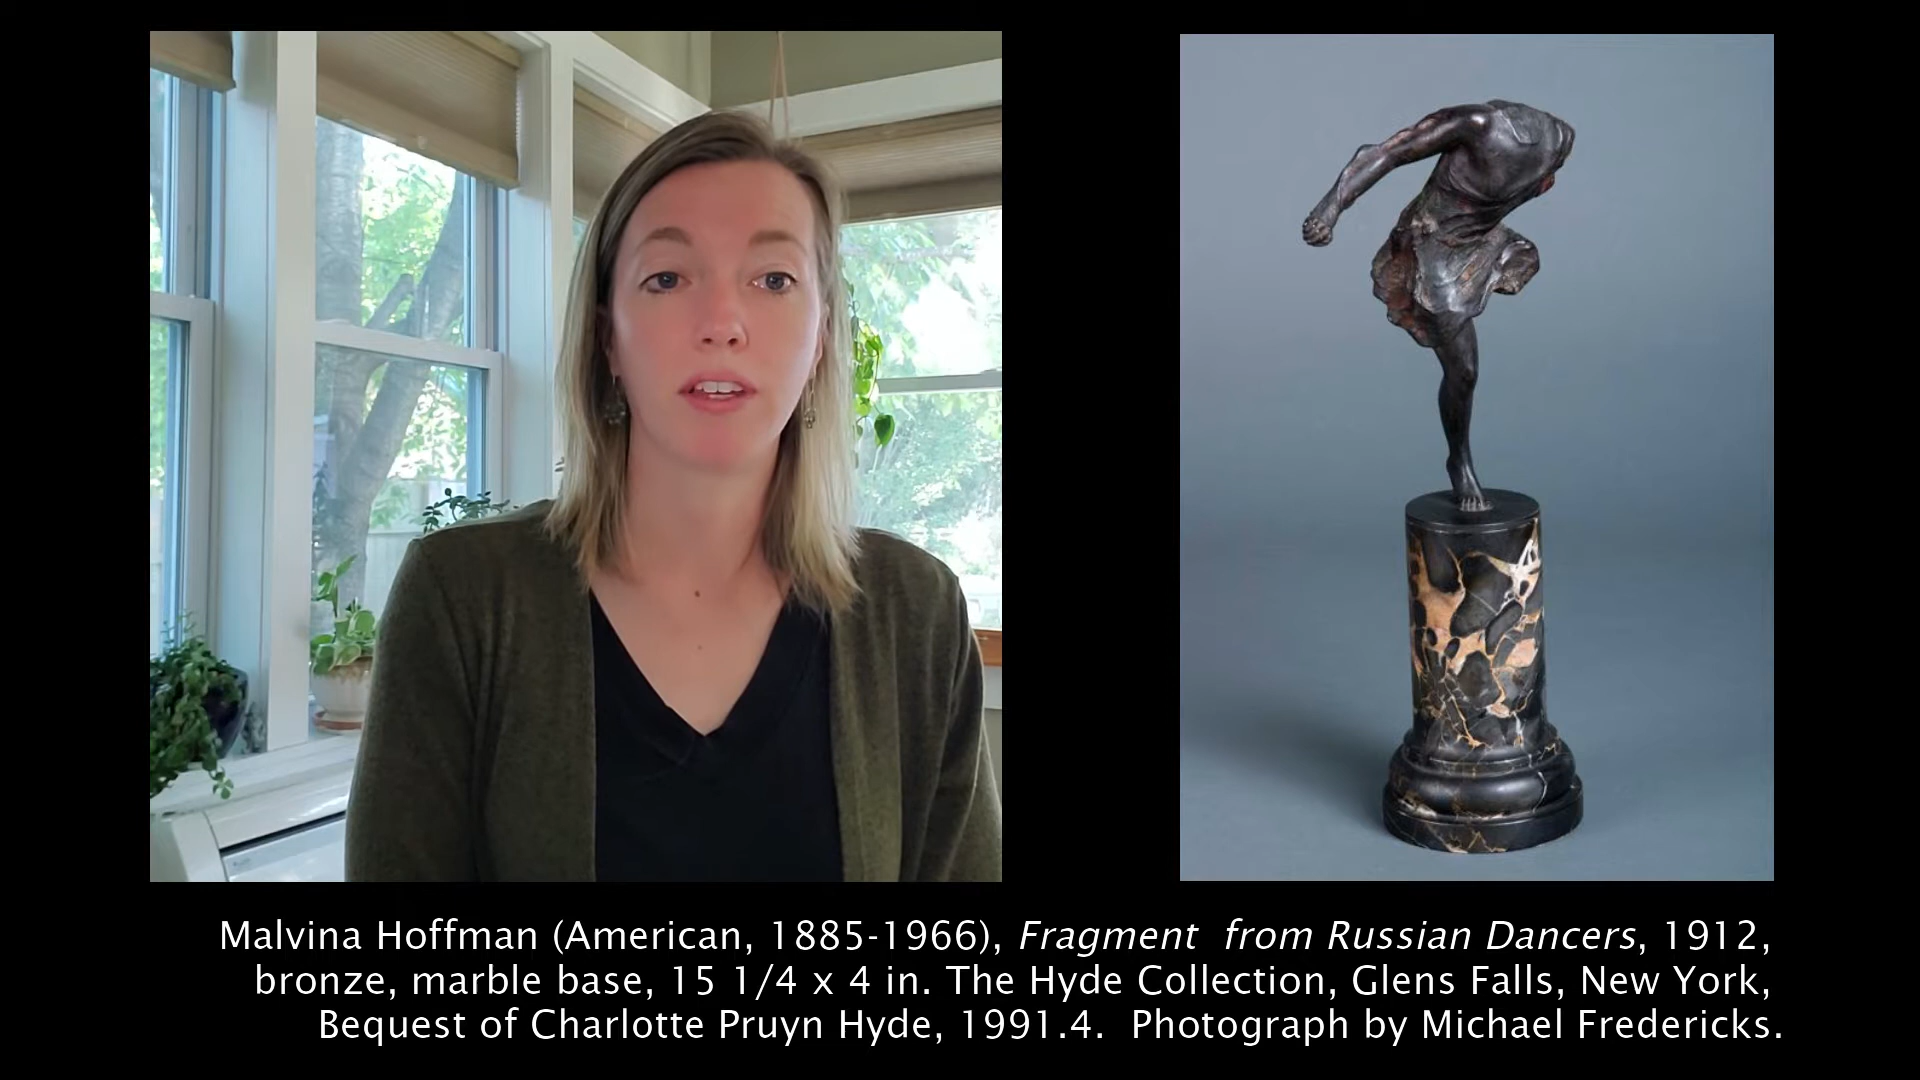 Malvina Hoffman (American, 1885-1966), Fragment from Russian Dancers, 1912,
bronze, marble base, 15 1/4 x 4 in. The Hyde Collection, Glens Falls, New York,
Bequest of Charlotte Pruyn Hyde, 1991.4. Photograph by Michael Fredericks.